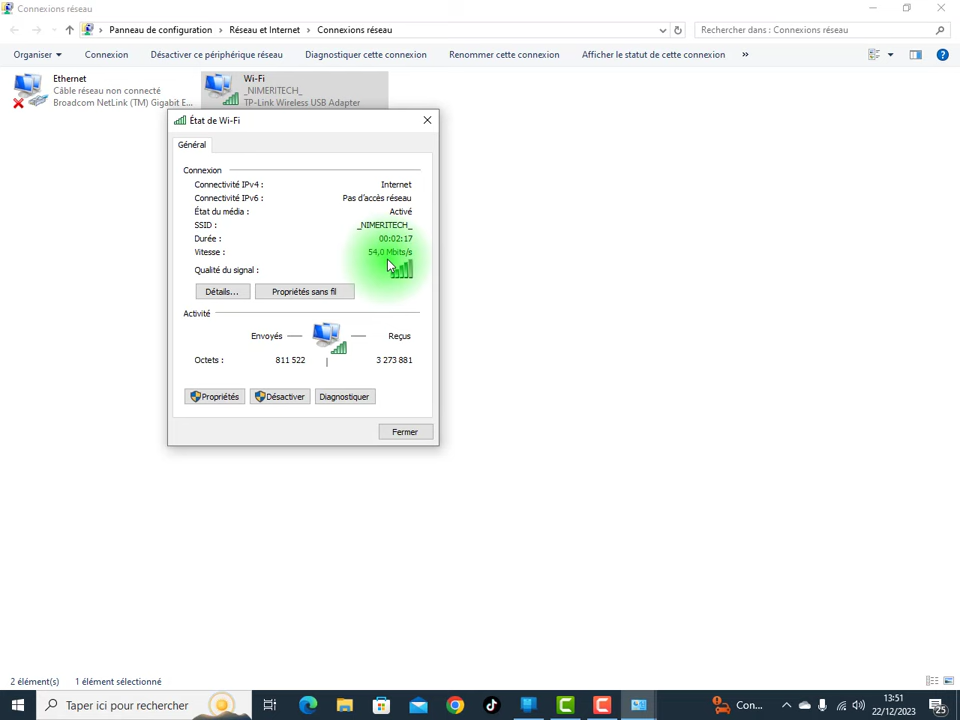 Connexions réseau
Panneau de configuration > Réseau et Internet > Connexions réseau
Rechercher dans : Connexions réseau
Organiser Connexion Désactiver ce périphérique réseau Diagnostiquer cette connexion Renommer cette connexion Afficher le statut de cette connexion »
Ethernet
Câble réseau non connecté
Broadcom NetLink (TM) Gigabit E...
Wi-Fi
_NIMERITECH_
TP-Link Wireless USB Adapter
État de Wi-Fi
Général
Connexion
Connectivité IPv4 : Internet
Connectivité IPv6 : Pas d'accès réseau
État du média : Activé
SSID : _NIMERITECH_
Durée : 00:02:17
Vitesse : 54,0 Mbits/s
Qualité du signal :
Détails... Propriétés sans fil
Activité
Envoyés Reçus
Octets : 811 522 3 273 881
Propriétés Désactiver Diagnostiquer
Fermer
2 élément(s) 1 élément sélectionné
Taper ici pour rechercher
Con...
13:51
22/12/2023
25